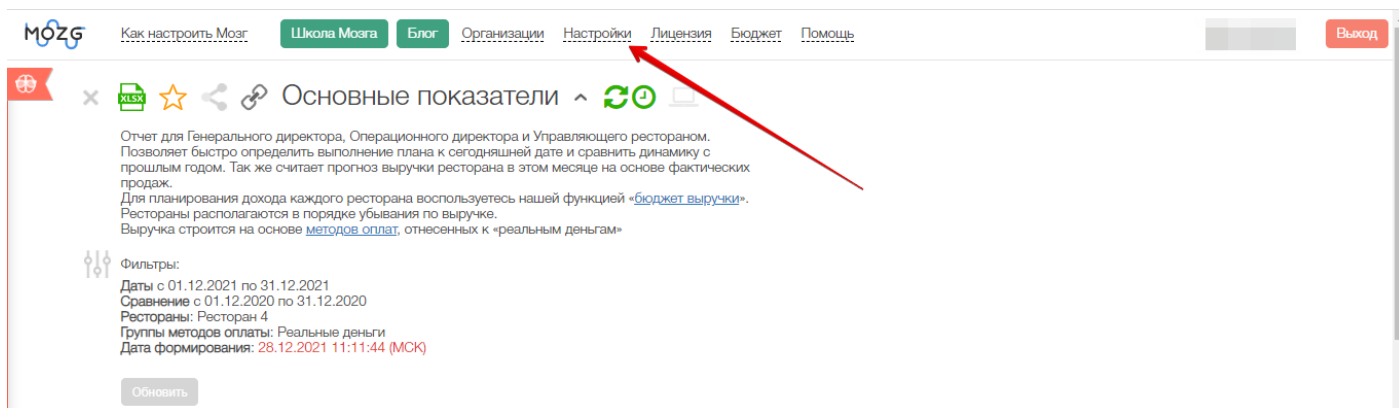 MOZG Как настроить Мозг Школа Мозга Блог Организации Настройки Лицензия Бюджет Помощь Выход
XLSX Основные показатели
Отчет для Генерального директора, Операционного директора и Управляющего рестораном.
Позволяет быстро определить выполнение плана к сегодняшней дате и сравнить динамику с
прошлым годом. Так же считает прогноз выручки ресторана в этом месяце на основе фактических
продаж.
Для планирования дохода каждого ресторана воспользуетесь нашей функцией «бюджет выручки».
Рестораны располагаются в порядке убывания по выручке.
Выручка строится на основе методов оплат, отнесенных к «реальным деньгам»
Фильтры:
Даты с 01.12.2021 по 31.12.2021
Сравнение с 01.12.2020 по 31.12.2020
Рестораны: Ресторан 4
Группы методов оплаты: Реальные деньги
Дата формирования: 28.12.2021 11:11:44 (МСК)
Обновить